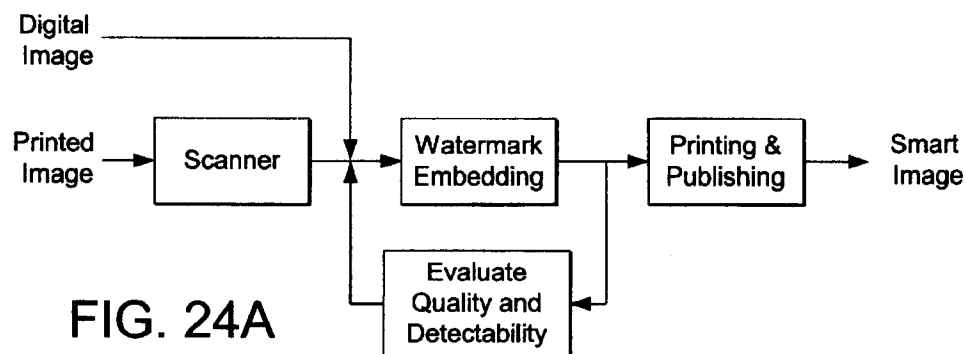 Digital
Image
Printed
Image
Scanner
Watermark
Embedding
Printing &
Publishing
Smart
Image
Evaluate
Quality and
Detectability
FIG. 24A